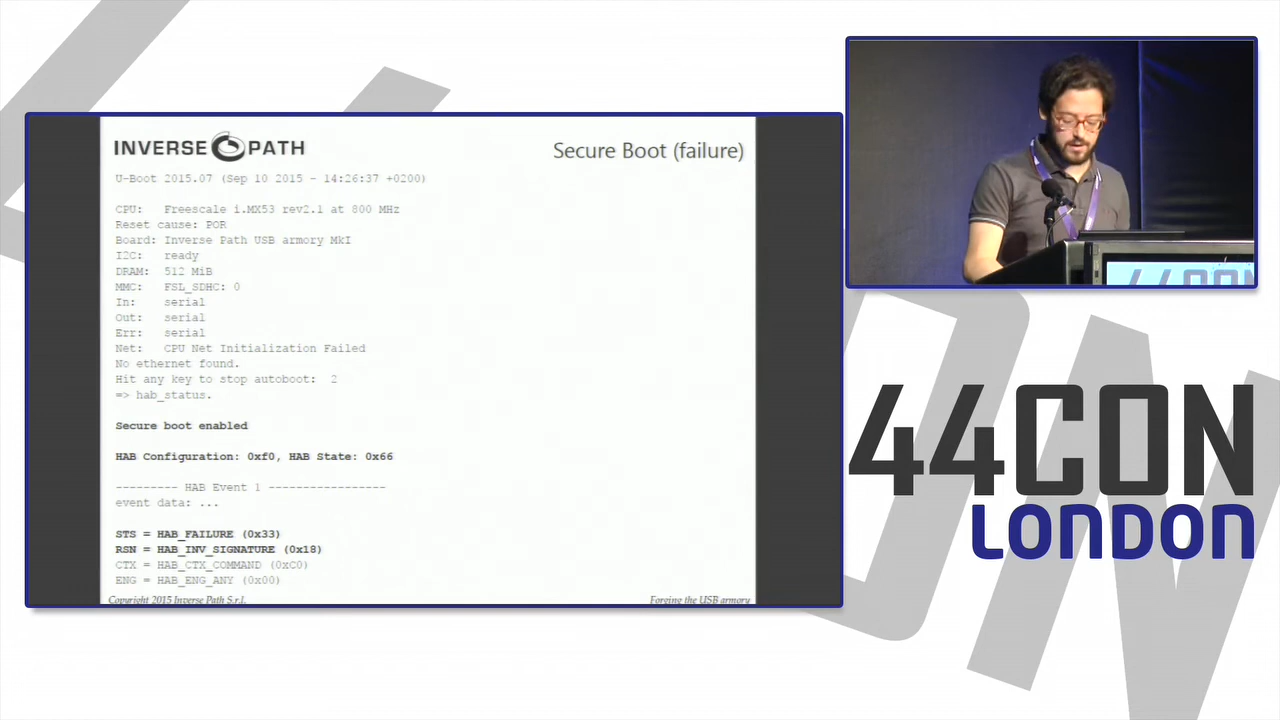 INVERSE PATH
Secure Boot (failure)
U-Boot 2015.07 (Sep 10 2015 - 14:26:37 +0200)
CPU: Freescale i.MX53 rev2.1 at 800 MHz
Reset cause: POR
Board: Inverse Path USB armory MkI
I2C: ready
DRAM: 512 MiB
MMC: FSL_SDHC: 0
In: serial
Out: serial
Err: serial
Net: CPU Net Initialization Failed
No ethernet found.
Hit any key to stop autoboot: 2
=> hab_status.
Secure boot enabled
HAB Configuration: 0xf0, HAB State: 0x66
--------- HAB Event 1 -----------------
event data: ...
STS = HAB_FAILURE (0x33)
RSN = HAB_INV_SIGNATURE (0x18)
CTX = HAB_CTX_COMMAND (0xC0)
ENG = HAB_ENG_ANY (0x00)
Copyright 2015 Inverse Path S.r.l.
Forging the USB armory
44CON
44CON
LONDON